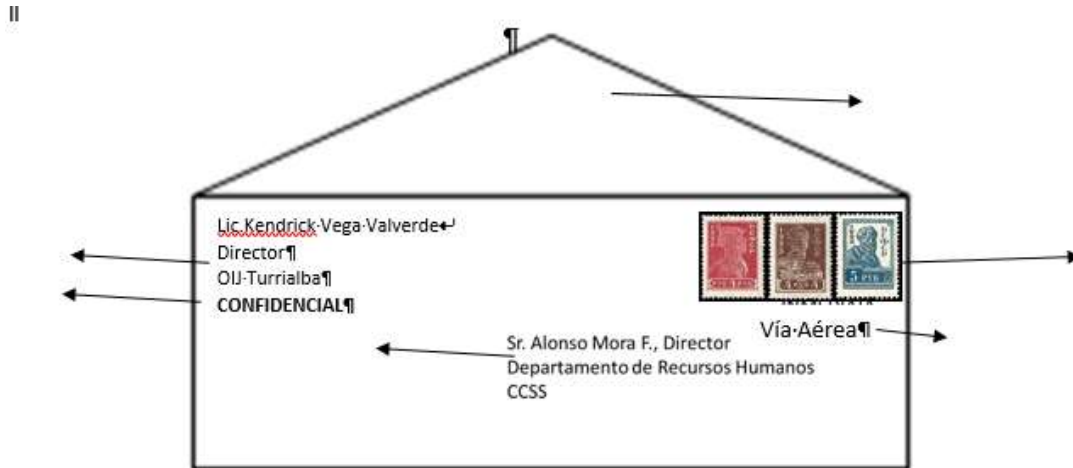 II
¶
Lic.Kendrick·Vega·Valverde↵
Director¶
OIJ·Turrialba¶
CONFIDENCIAL¶
Vía·Aérea¶
Sr. Alonso Mora F., Director
Departamento de Recursos Humanos
CCSS